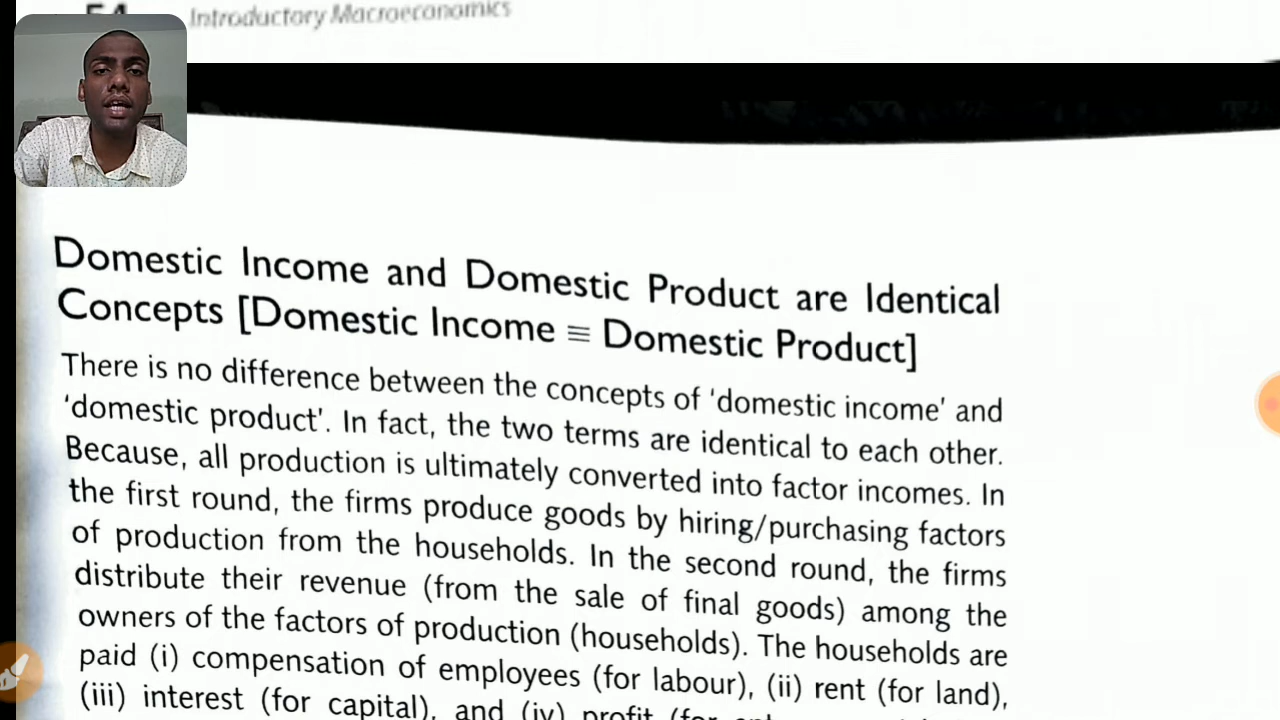 54 Introductory Macroeconomics
Domestic Income and Domestic Product are Identical
Concepts [Domestic Income ≡ Domestic Product]
There is no difference between the concepts of 'domestic income' and
'domestic product'. In fact, the two terms are identical to each other.
Because, all production is ultimately converted into factor incomes. In
the first round, the firms produce goods by hiring/purchasing factors
of production from the households. In the second round, the firms
distribute their revenue (from the sale of final goods) among the
owners of the factors of production (households). The households are
paid (i) compensation of employees (for labour), (ii) rent (for land),
(iii) interest (for capital), and (iv) profit (for